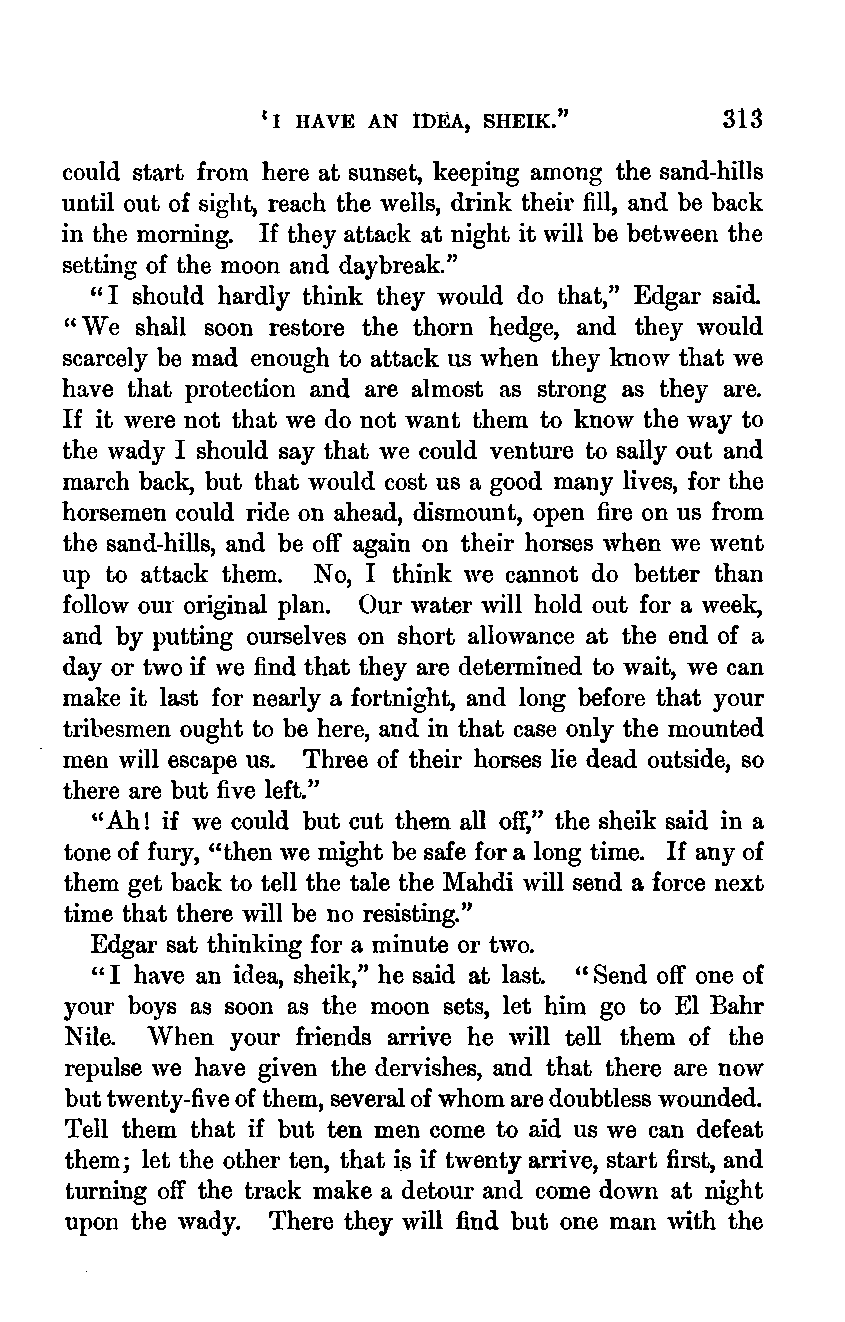 ‘I HAVE AN IDEA, SHEIK.” 313
could start from here at sunset, keeping among the sand-hills
until out of sight, reach the wells, drink their fill, and be back
in the morning. If they attack at night it will be between the
setting of the moon and daybreak.”
“I should hardly think they would do that,” Edgar said.
“We shall soon restore the thorn hedge, and they would
scarcely be mad enough to attack us when they know that we
have that protection and are almost as strong as they are.
If it were not that we do not want them to know the way to
the wady I should say that we could venture to sally out and
march back, but that would cost us a good many lives, for the
horsemen could ride on ahead, dismount, open fire on us from
the sand-hills, and be off again on their horses when we went
up to attack them. No, I think we cannot do better than
follow our original plan. Our water will hold out for a week,
and by putting ourselves on short allowance at the end of a
day or two if we find that they are determined to wait, we can
make it last for nearly a fortnight, and long before that your
tribesmen ought to be here, and in that case only the mounted
men will escape us. Three of their horses lie dead outside, so
there are but five left.”
“Ah! if we could but cut them all off,” the sheik said in a
tone of fury, “then we might be safe for a long time. If any of
them get back to tell the tale the Mahdi will send a force next
time that there will be no resisting.”
Edgar sat thinking for a minute or two.
“I have an idea, sheik,” he said at last. “Send off one of
your boys as soon as the moon sets, let him go to El Bahr
Nile. When your friends arrive he will tell them of the
repulse we have given the dervishes, and that there are now
but twenty-five of them, several of whom are doubtless wounded.
Tell them that if but ten men come to aid us we can defeat
them; let the other ten, that is if twenty arrive, start first, and
turning off the track make a detour and come down at night
upon the wady. There they will find but one man with the